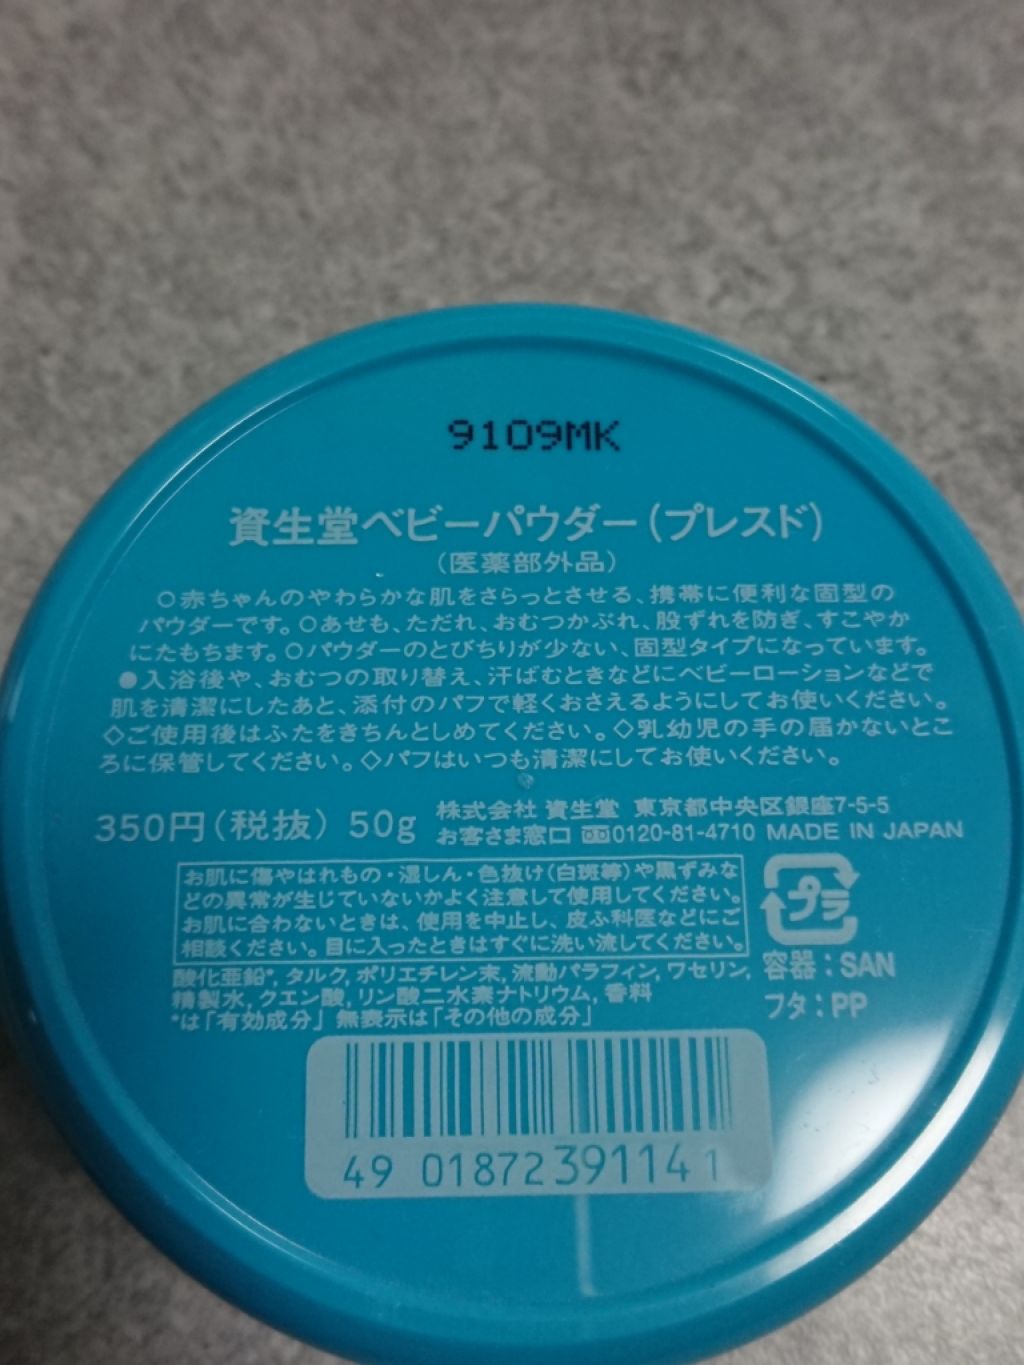 9109MK
資生堂ベビーパウダー(プレスド)
(医薬部外品)
○赤ちゃんのやわらかな肌をさらっとさせる、携帯に便利な固型の
パウダーです。○あせも、ただれ、おむつかぶれ、股ずれを防ぎ、すこやか
にたもちます。○パウダーのとびちりが少ない、固型タイプになっています。
●入浴後や、おむつの取り替え、汗ばむときなどにベビーローションなどで
肌を清潔にしたあと、添付のパフで軽くおさえるようにしてお使いください。
◇ご使用後はふたをきちんとしめてください。◇乳幼児の手の届かないとこ
ろに保管してください。◇パフはいつも清潔にしてお使いください。
350円(税抜) 50g
株式会社 資生堂 東京都中央区銀座7-5-5
お客さま窓口 0120-81-4710 MADE IN JAPAN
お肌に傷やはれもの・湿しん・色抜け(白斑等)や黒ずみな
どの異常が生じていないかよく注意して使用してください。
お肌に合わないときは、使用を中止し、皮ふ科医などにご
相談ください。目に入ったときはすぐに洗い流してください。
酸化亜鉛*, タルク, ポリエチレン末, 流動パラフィン, ワセリン,
精製水, クエン酸, リン酸二水素ナトリウム, 香料
*は「有効成分」 無表示は「その他の成分」
プラ
容器:SAN
フタ:PP
49 01872 391141